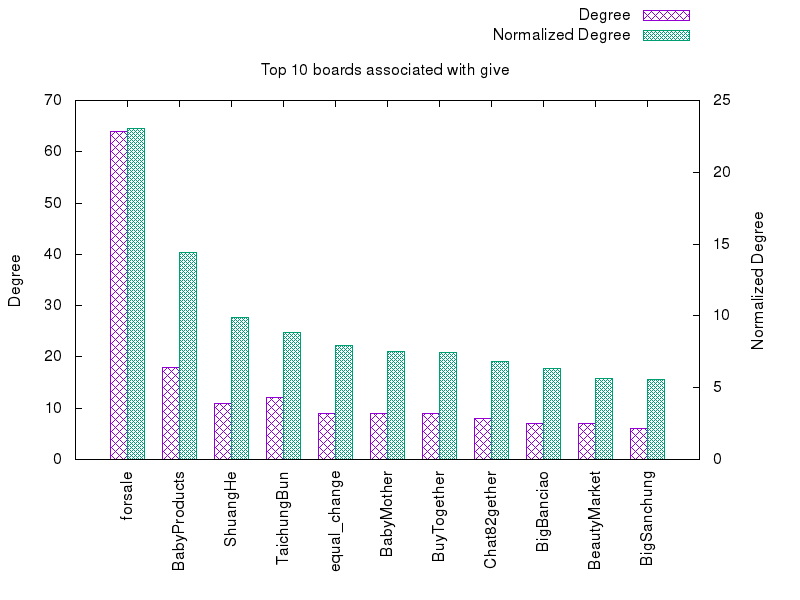 Degree
Normalized Degree
Top 10 boards associated with give
70
60
50
40
30
20
10
0
25
20
15
10
5
0
Degree
Normalized Degree
forsale
BabyProducts
ShuangHe
TaichungBun
equal_change
BabyMother
BuyTogether
Chat82gether
BigBanciao
BeautyMarket
BigSanchung